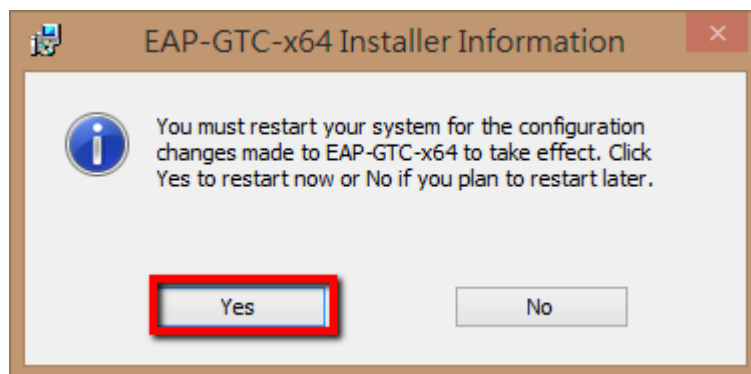 EAP-GTC-x64 Installer Information
You must restart your system for the configuration
changes made to EAP-GTC-x64 to take effect. Click
Yes to restart now or No if you plan to restart later.
Yes
No